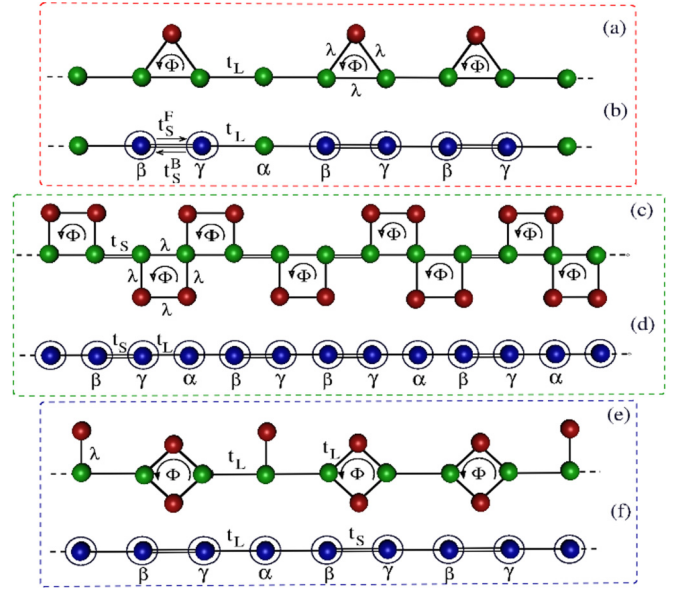 (a)
λ λ
Φ t_L Φ Φ
λ
(b)
t_S^F t_L
t_S^B
β γ α β γ β γ
(c)
Φ Φ Φ Φ
t_S λ
λ Φ λ Φ Φ Φ
λ
(d)
t_S t_L
β γ α β γ β γ α β γ α
(e)
λ Φ t_L t_L Φ Φ
(f)
t_L t_S
β γ α β γ β γ